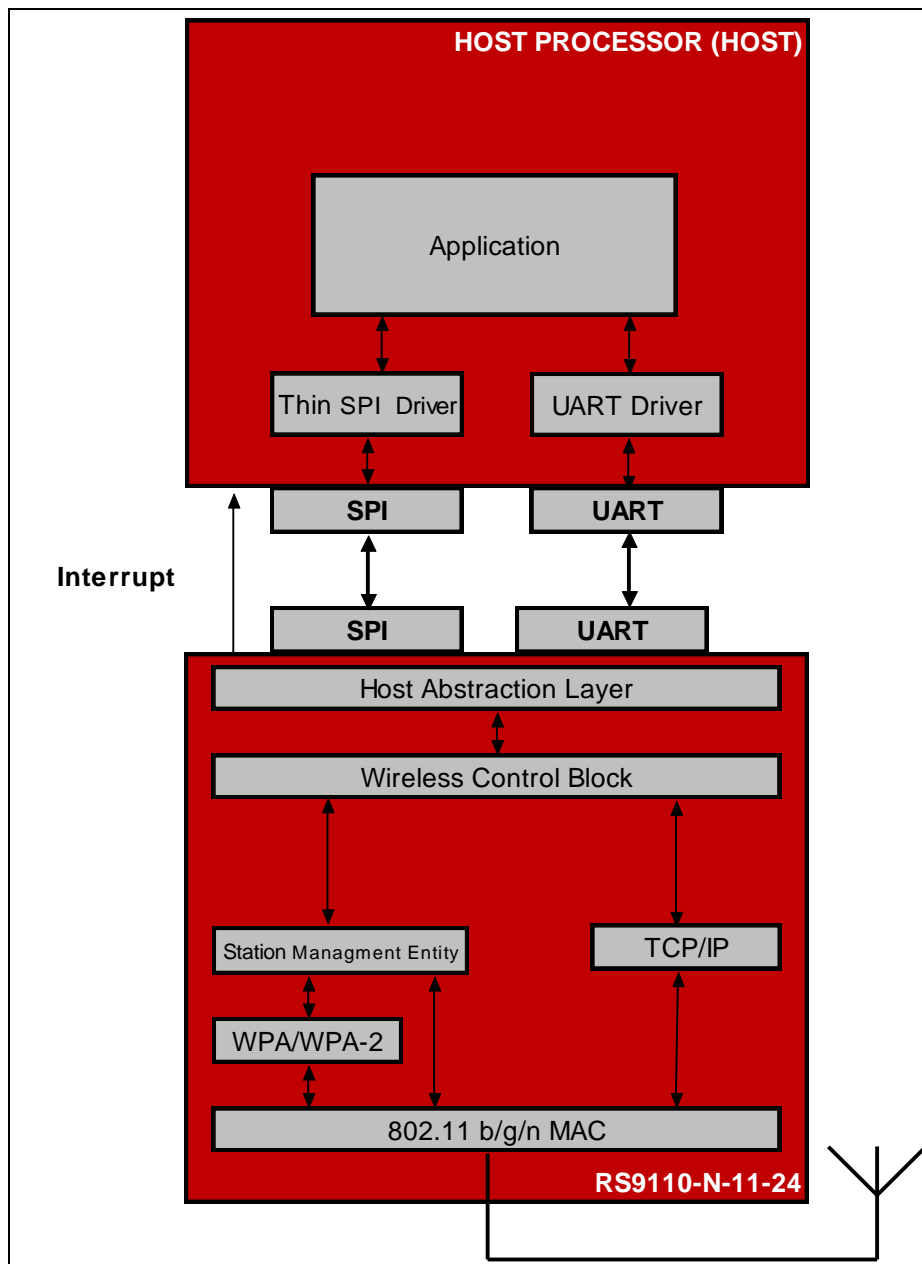 HOST PROCESSOR (HOST)
Application
Thin SPI Driver
UART Driver
SPI
UART
Interrupt
SPI
UART
Host Abstraction Layer
Wireless Control Block
Station Managment Entity
TCP/IP
WPA/WPA-2
802.11 b/g/n MAC
RS9110-N-11-24